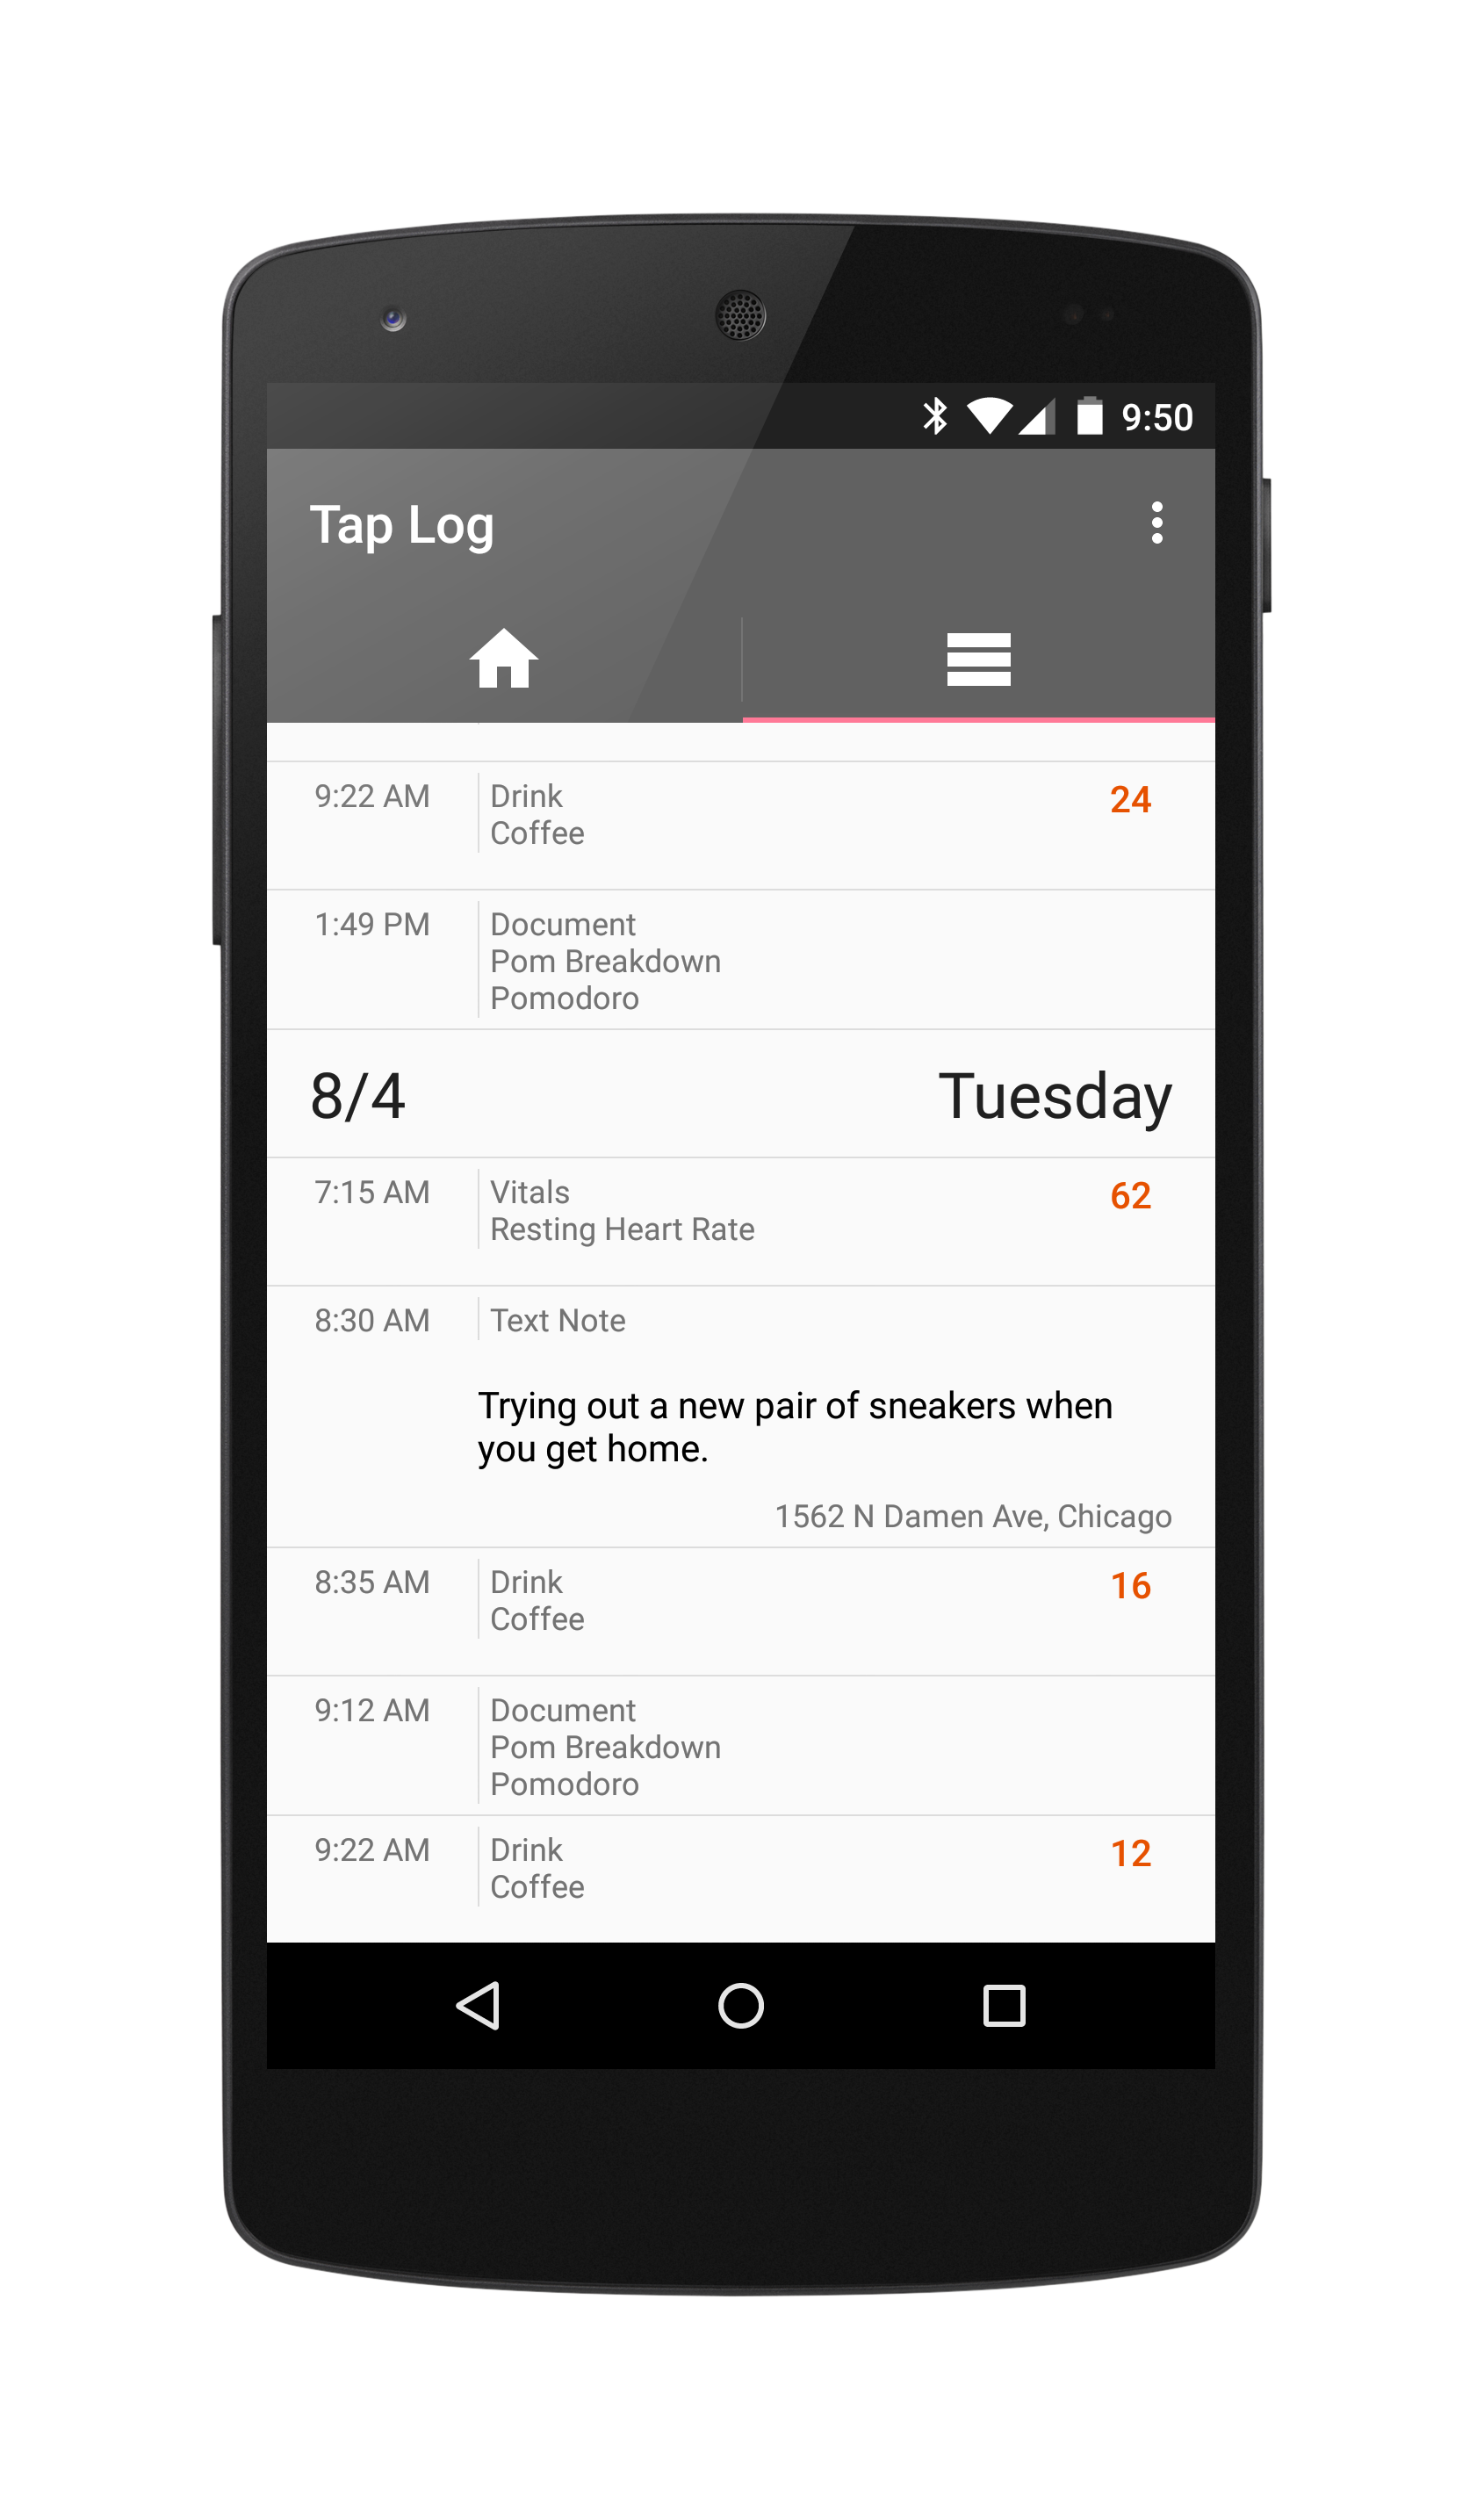 9:50
Tap Log
9:22 AM Drink 24
Coffee
1:49 PM Document
Pom Breakdown
Pomodoro
8/4 Tuesday
7:15 AM Vitals 62
Resting Heart Rate
8:30 AM Text Note
Trying out a new pair of sneakers when
you get home.
1562 N Damen Ave, Chicago
8:35 AM Drink 16
Coffee
9:12 AM Document
Pom Breakdown
Pomodoro
9:22 AM Drink 12
Coffee